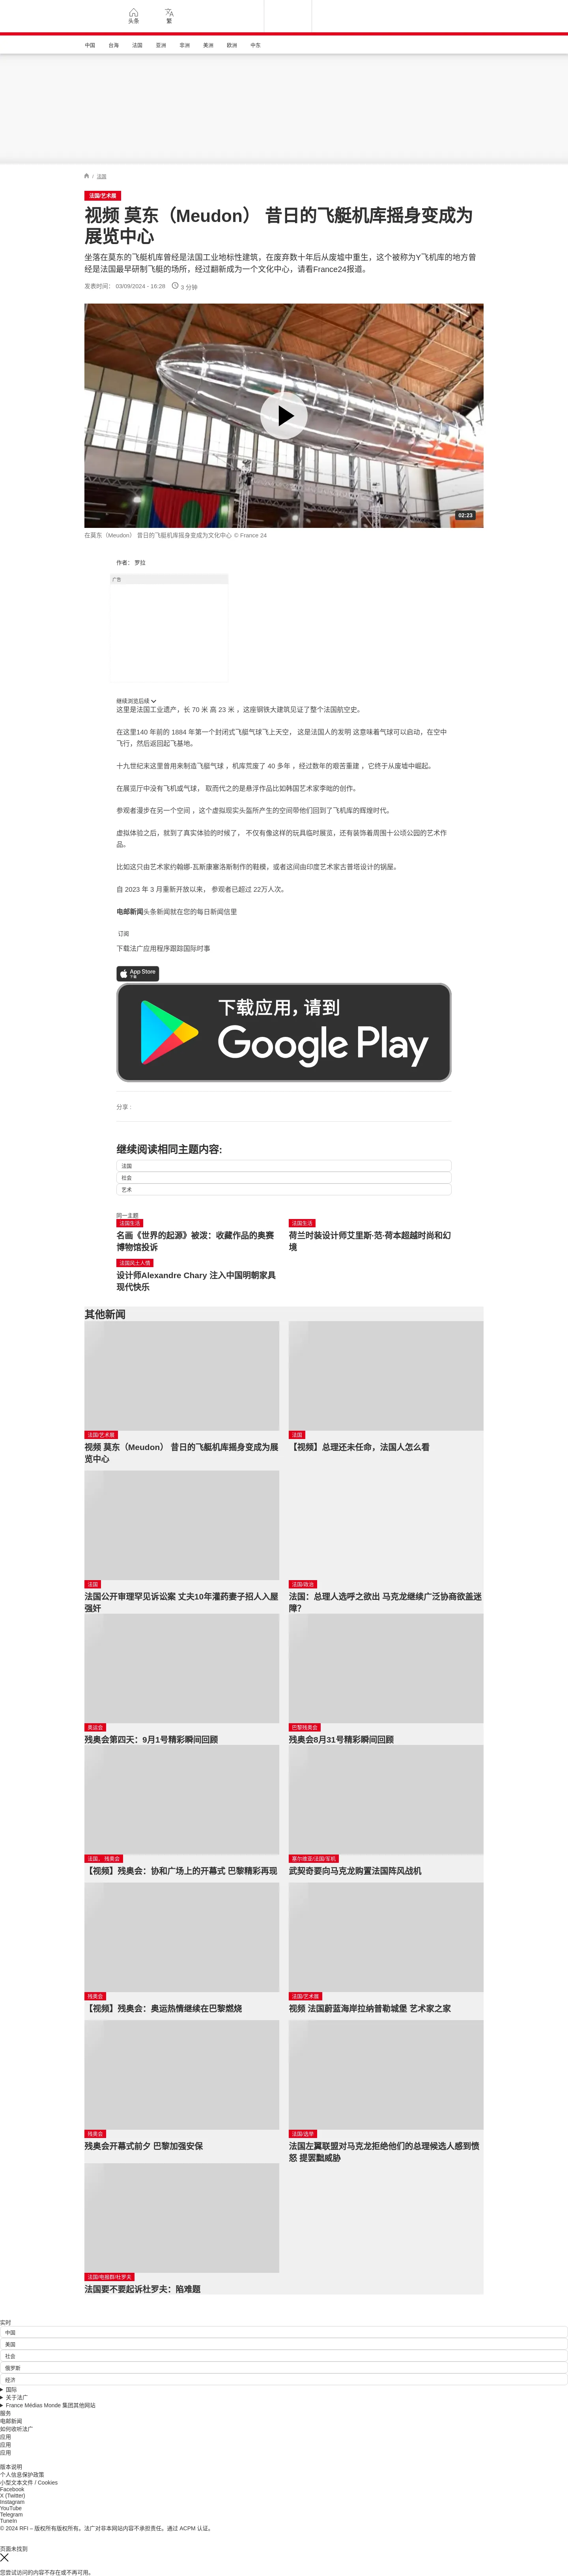 头条
繁
中国
台海
法国
亚洲
非洲
美洲
欧洲
中东
/ 法国
法国/艺术展
视频 莫东（Meudon） 昔日的飞艇机库摇身变成为
展览中心
坐落在莫东的飞艇机库曾经是法国工业地标性建筑，在废弃数十年后从废墟中重生，这个被称为Y飞机库的地方曾
经是法国最早研制飞艇的场所，经过翻新成为一个文化中心，请看France24报道。
发表时间： 03/09/2024 - 16:28 3 分钟
02:23
在莫东（Meudon） 昔日的飞艇机库摇身变成为文化中心 © France 24
作者： 罗拉
广告
继续浏览后续
这里是法国工业遗产，长 70 米 高 23 米 ，这座钢铁大建筑见证了整个法国航空史。
在这里140 年前的 1884 年第一个封闭式飞艇气球飞上天空， 这是法国人的发明 这意味着气球可以启动，在空中
飞行，然后返回起飞基地。
十九世纪末这里曾用来制造飞艇气球 ，机库荒废了 40 多年 ，经过数年的艰苦重建 ，它终于从废墟中崛起。
在展览厅中没有飞机或气球， 取而代之的是悬浮作品比如韩国艺术家李昢的创作。
参观者漫步在另一个空间 ，这个虚拟现实头盔所产生的空间带他们回到了飞机库的辉煌时代。
虚拟体验之后，就到了真实体验的时候了， 不仅有像这样的玩具临时展览，还有装饰着周围十公顷公园的艺术作
品。
比如这只由艺术家约翰娜-瓦斯康塞洛斯制作的鞋模，或者这间由印度艺术家古普塔设计的锅屋。
自 2023 年 3 月重新开放以来， 参观者已超过 22万人次。
电邮新闻头条新闻就在您的每日新闻信里
订阅
下载法广应用程序跟踪国际时事
App Store
下载
下载应用，请到
Google Play
分享 :
继续阅读相同主题内容:
法国
社会
艺术
同一主题
法国生活
名画《世界的起源》被泼：收藏作品的奥赛
博物馆投诉
法国生活
荷兰时装设计师艾里斯·范·荷本超越时尚和幻
境
法国风土人情
设计师Alexandre Chary 注入中国明朝家具
现代快乐
其他新闻
法国/艺术展
视频 莫东（Meudon） 昔日的飞艇机库摇身变成为展
览中心
法国
【视频】总理还未任命，法国人怎么看
法国
法国公开审理罕见诉讼案 丈夫10年灌药妻子招人入屋
强奸
法国/政治
法国：总理人选呼之欲出 马克龙继续广泛协商欲盖迷
障?
奥运会
残奥会第四天：9月1号精彩瞬间回顾
巴黎残奥会
残奥会8月31号精彩瞬间回顾
法国、 残奥会
【视频】残奥会：协和广场上的开幕式 巴黎精彩再现
塞尔维亚/法国/军机
武契奇要向马克龙购置法国阵风战机
残奥会
【视频】残奥会：奥运热情继续在巴黎燃烧
法国/艺术展
视频 法国蔚蓝海岸拉纳普勒城堡 艺术家之家
残奥会
残奥会开幕式前夕 巴黎加强安保
法国/选举
法国左翼联盟对马克龙拒绝他们的总理候选人感到愤
怒 提罢黜威胁
法国/电报群/杜罗夫
法国要不要起诉杜罗夫：陷难题
实时
中国
美国
社会
俄罗斯
经济
国际
关于法广
France Médias Monde 集团其他网站
服务
电邮新闻
如何收听法广
应用
应用
应用
版本说明
个人信息保护政策
小型文本文件 / Cookies
Facebook
X (Twitter)
Instagram
YouTube
Telegram
TuneIn
© 2024 RFI – 版权所有版权所有。法广对非本网站内容不承担责任。通过 ACPM 认证。
页面未找到
您尝试访问的内容不存在或不再可用。